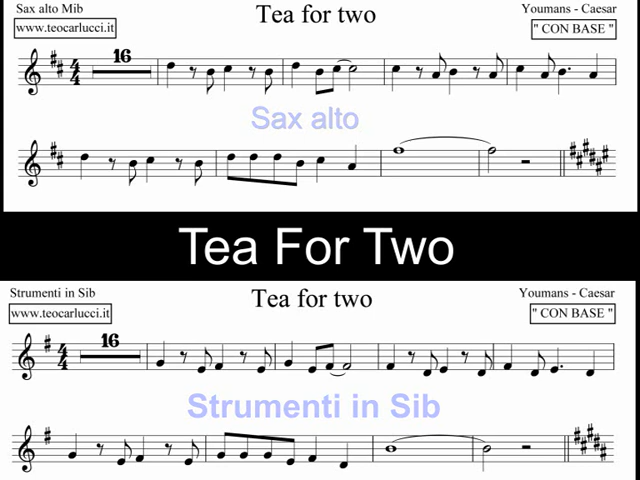 Sax alto Mib
Tea for two
Youmans - Caesar
www.teocarlucci.it
" CON BASE "
16
Sax alto
Tea For Two
Strumenti in Sib
Tea for two
Youmans - Caesar
www.teocarlucci.it
" CON BASE "
16
Strumenti in Sib